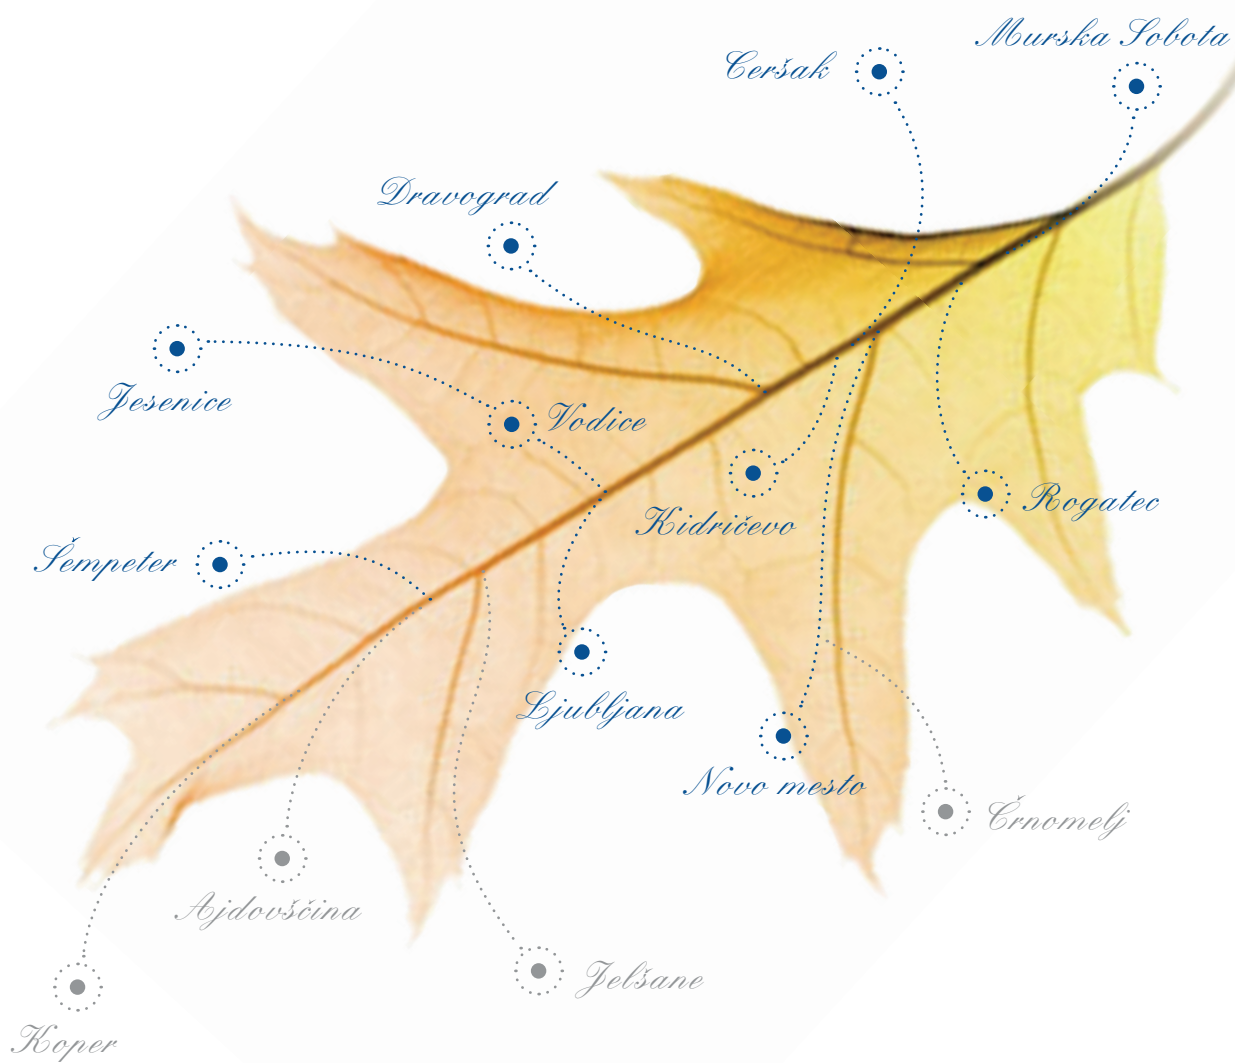 Murska Sobota
Ceršak
Dravograd
Jesenice
Vodice
Rogatec
Kidričevo
Šempeter
Ljubljana
Novo mesto
Črnomelj
Ajdovščina
Jelšane
Koper